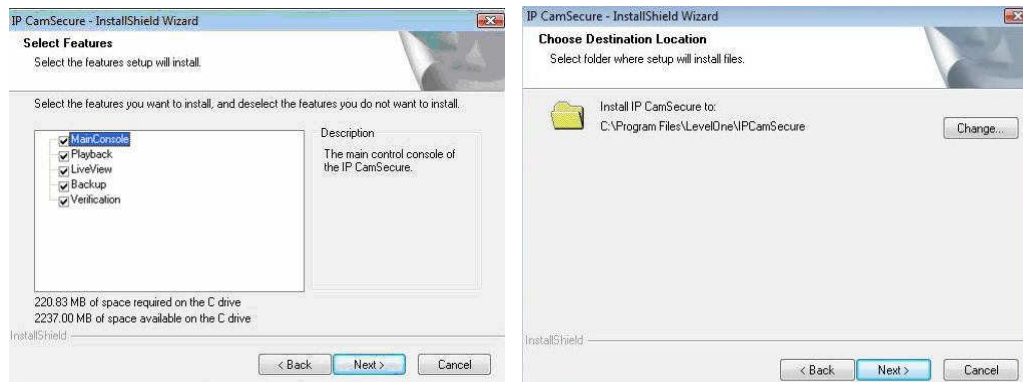 IP CamSecure - InstallShield Wizard
Select Features
Select the features setup will install.
Select the features you want to install, and deselect the features you do not want to install.
MainConsole
Playback
LiveView
Backup
Verification
Description
The main control console of
the IP CamSecure.
220.83 MB of space required on the C drive
2237.00 MB of space available on the C drive
InstallShield
< Back
Next >
Cancel
IP CamSecure - InstallShield Wizard
Choose Destination Location
Select folder where setup will install files.
Install IP CamSecure to:
C:\Program Files\LevelOne\IPCamSecure
Change...
InstallShield
< Back
Next >
Cancel